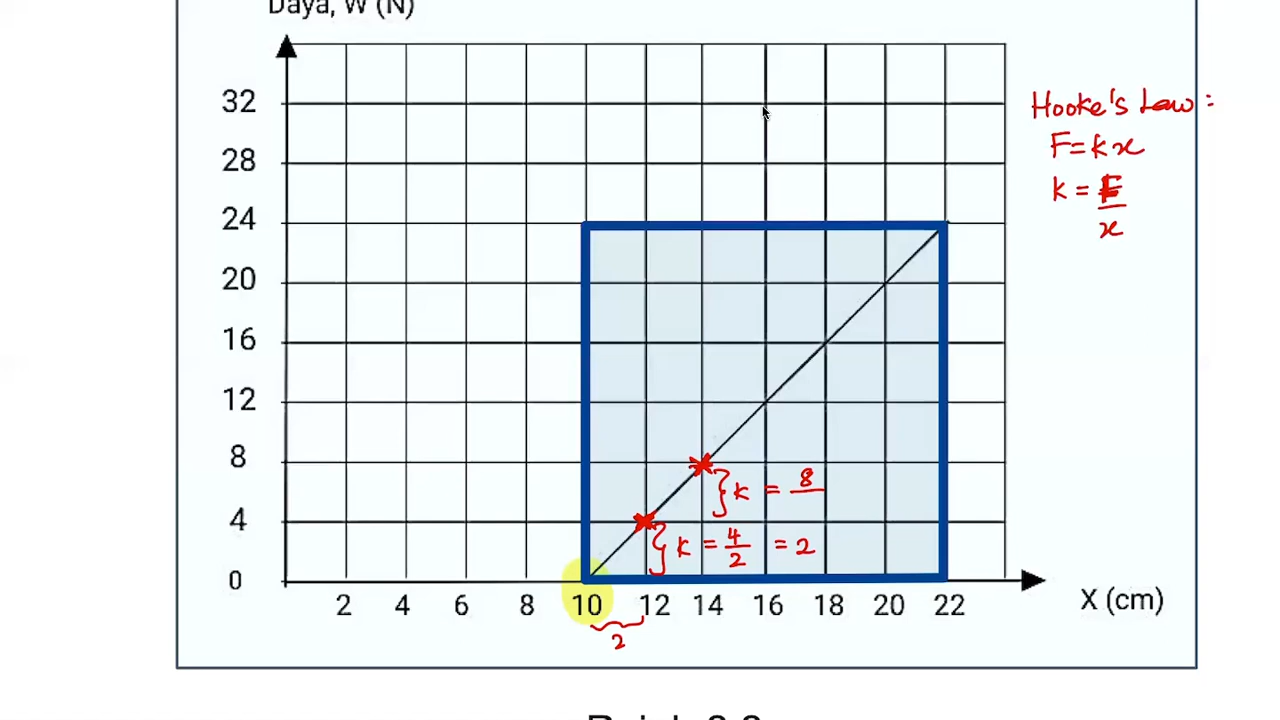 Daya, W (N)
32
28
24
20
16
12
8
4
0
2 4 6 8 10 12 14 16 18 20 22
X (cm)
2
Hooke's Law:
F=kx
k = F
x
}k = 8
}k = 4/2 = 2